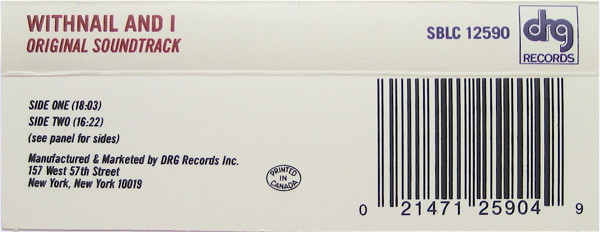 WITHNAIL AND I
ORIGINAL SOUNDTRACK
SBLC 12590
drg
RECORDS
SIDE ONE (18:03)
SIDE TWO (16:22)
(see panel for sides)
Manufactured & Marketed by DRG Records Inc.
157 West 57th Street
New York, New York 10019
PRINTED
IN
CANADA
0 21471 25904 9